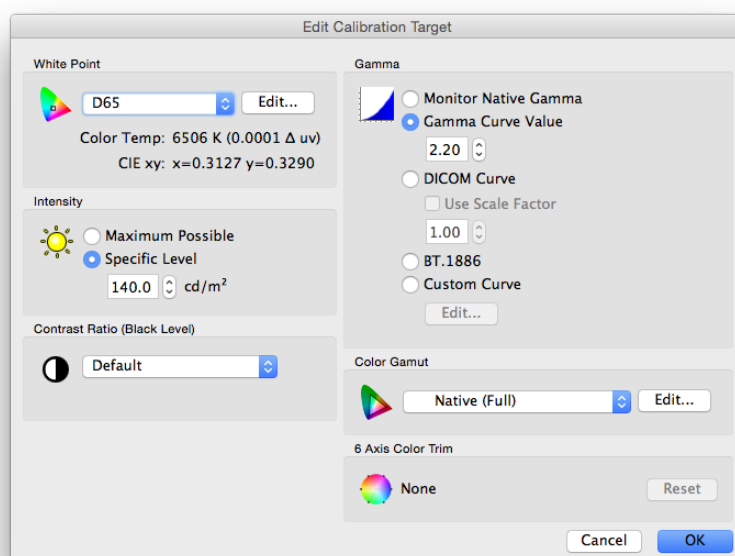 Edit Calibration Target
White Point
D65
Edit...
Color Temp: 6506 K (0.0001 Δ uv)
CIE xy: x=0.3127 y=0.3290
Intensity
Maximum Possible
Specific Level
140.0 cd/m²
Contrast Ratio (Black Level)
Default
Gamma
Monitor Native Gamma
Gamma Curve Value
2.20
DICOM Curve
Use Scale Factor
1.00
BT.1886
Custom Curve
Edit...
Color Gamut
Native (Full)
Edit...
6 Axis Color Trim
None
Reset
Cancel
OK